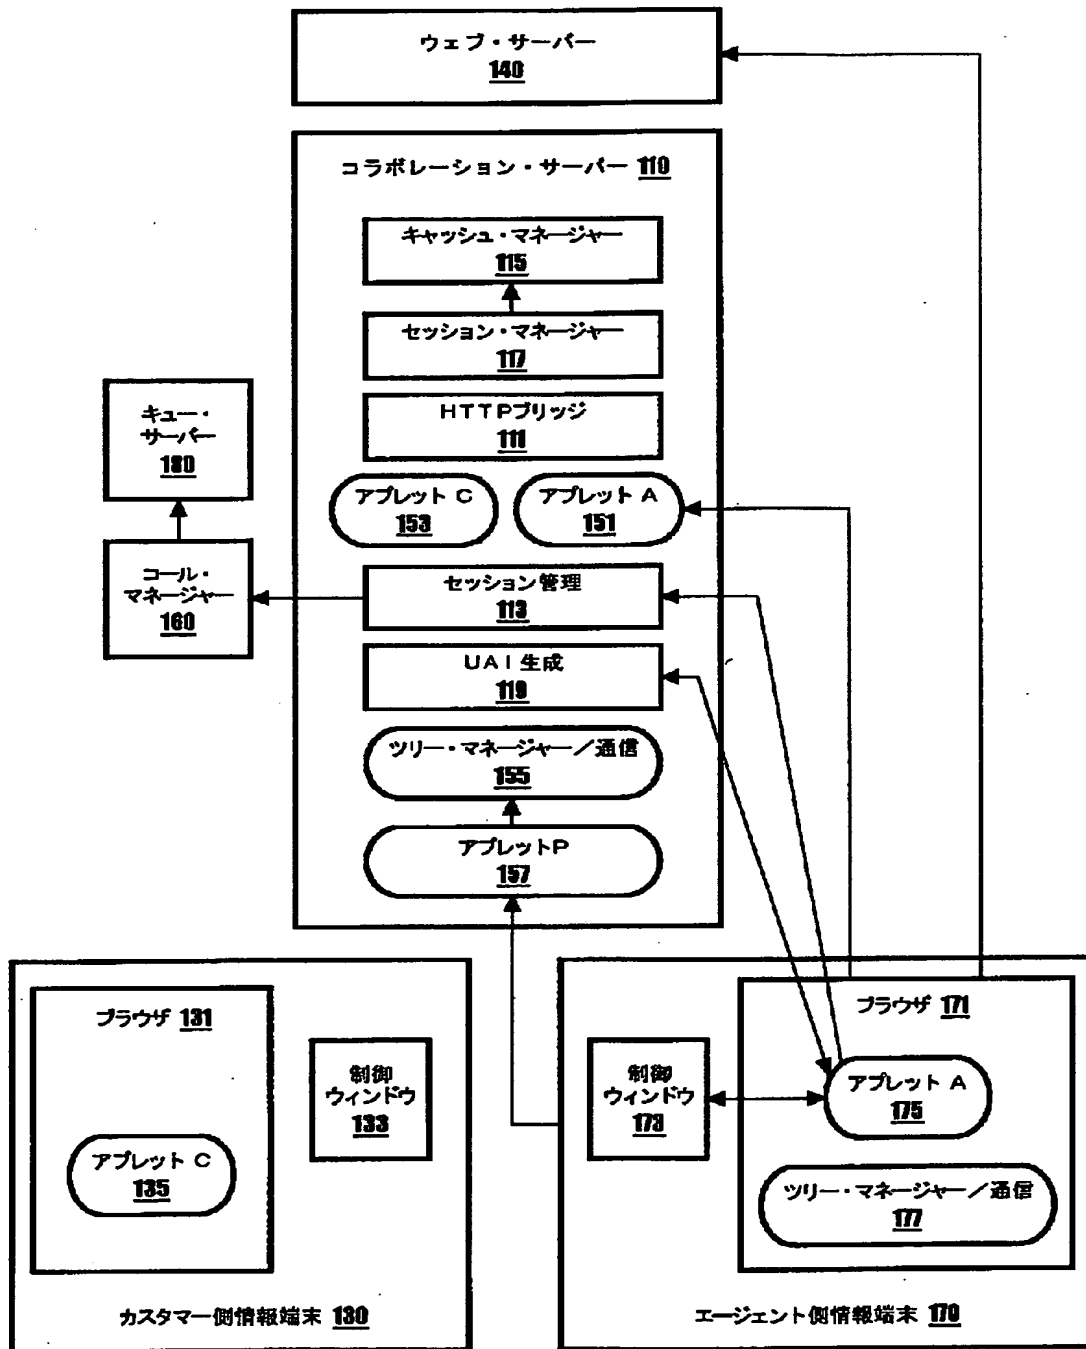 ウェブ・サーバー
140
コラボレーション・サーバー 110
キャッシュ・マネージャー
115
セッション・マネージャー
117
HTTPブリッジ
111
アプレット C
153
アプレット A
151
キュー・
サーバー
180
コール・
マネージャー
160
セッション管理
113
UAI生成
119
ツリー・マネージャー/通信
155
アプレットP
157
ブラウザ 131
制御
ウィンドウ
133
アプレット C
135
カスタマー側情報端末 130
ブラウザ 171
制御
ウィンドウ
173
アプレット A
175
ツリー・マネージャー/通信
177
エージェント側情報端末 170